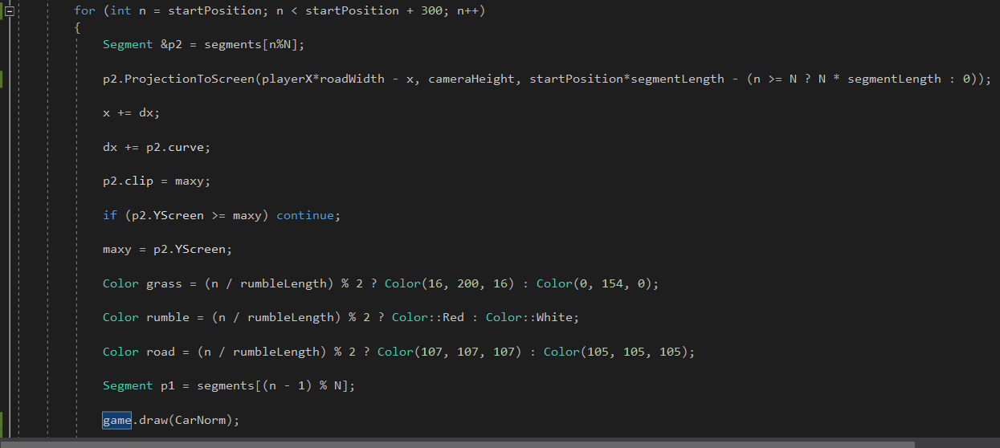 for (int n = startPosition; n < startPosition + 300; n++)
{
Segment &p2 = segments[n%N];
p2.ProjectionToScreen(playerX*roadWidth - x, cameraHeight, startPosition*segmentLength - (n >= N ? N * segmentLength : 0));
x += dx;
dx += p2.curve;
p2.clip = maxy;
if (p2.YScreen >= maxy) continue;
maxy = p2.YScreen;
Color grass = (n / rumbleLength) % 2 ? Color(16, 200, 16) : Color(0, 154, 0);
Color rumble = (n / rumbleLength) % 2 ? Color::Red : Color::White;
Color road = (n / rumbleLength) % 2 ? Color(107, 107, 107) : Color(105, 105, 105);
Segment p1 = segments[(n - 1) % N];
game.draw(CarNorm);